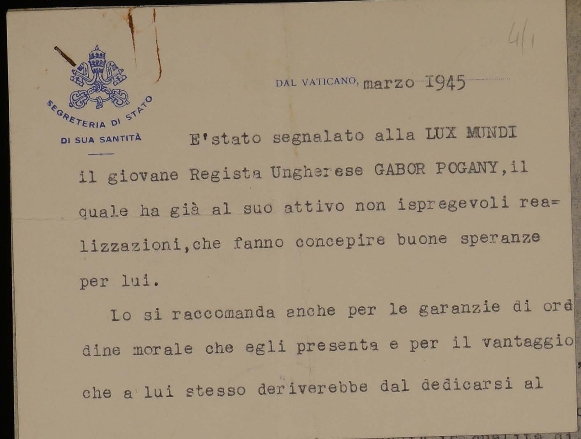 4/1
SEGRETERIA DI STATO
DI SUA SANTITÀ
DAL VATICANO, marzo 1945
E'stato segnalato alla LUX MUNDI
il giovane Regista Ungherese GABOR POGANY,il
quale ha già al suo attivo non ispregevoli rea=
lizzazioni,che fanno concepire buone speranze
per lui.
Lo si raccomanda anche per le garanzie di ord
dine morale che egli presenta e per il vantaggio
che a lui stesso deriverebbe dal dedicarsi al